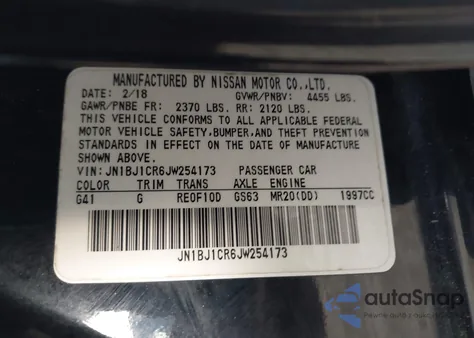 MANUFACTURED BY NISSAN MOTOR CO.,LTD.
DATE: 2/18 GVWR/PNBV: 4455 LBS.
GAWR/PNBE FR: 2370 LBS. RR: 2120 LBS.
THIS VEHICLE CONFORMS TO ALL APPLICABLE FEDERAL
MOTOR VEHICLE SAFETY,BUMPER,AND THEFT PREVENTION
STANDARDS IN EFFECT ON THE DATE OF MANUFACTURE
SHOWN ABOVE.
VIN: JN1BJ1CR6JW254173 PASSENGER CAR
COLOR TRIM TRANS AXLE ENGINE
G41 G RE0F10D GS63 MR20(DD) 1997CC
JN1BJ1CR6JW254173
autoSnap